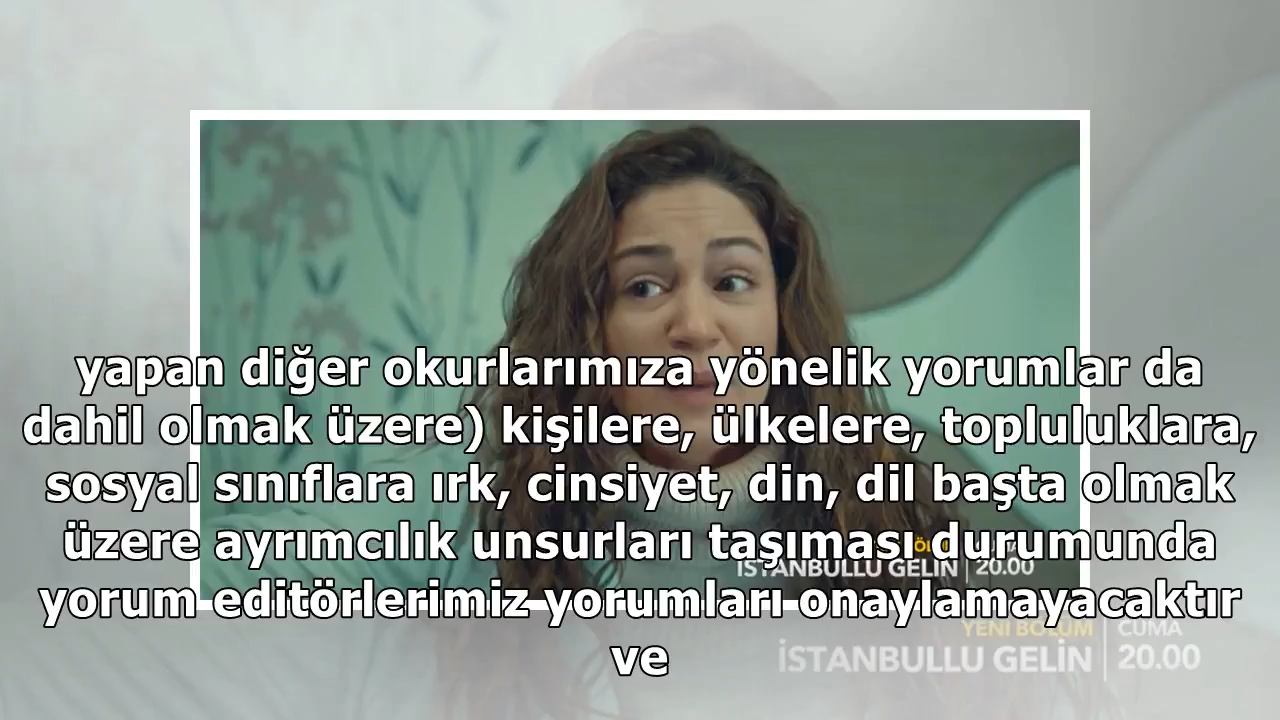 yapan diğer okurlarımıza yönelik yorumlar da
dahil olmak üzere) kişilere, ülkelere, topluluklara,
sosyal sınıflara ırk, cinsiyet, din, dil başta olmak
üzere ayrımcılık unsurları taşıması durumunda
İSTANBULLU GELİN 20.00
yorum editörlerimiz yorumları onaylamayacaktır
ve
YENİ BÖLÜM CUMA
İSTANBULLU GELİN 20.00